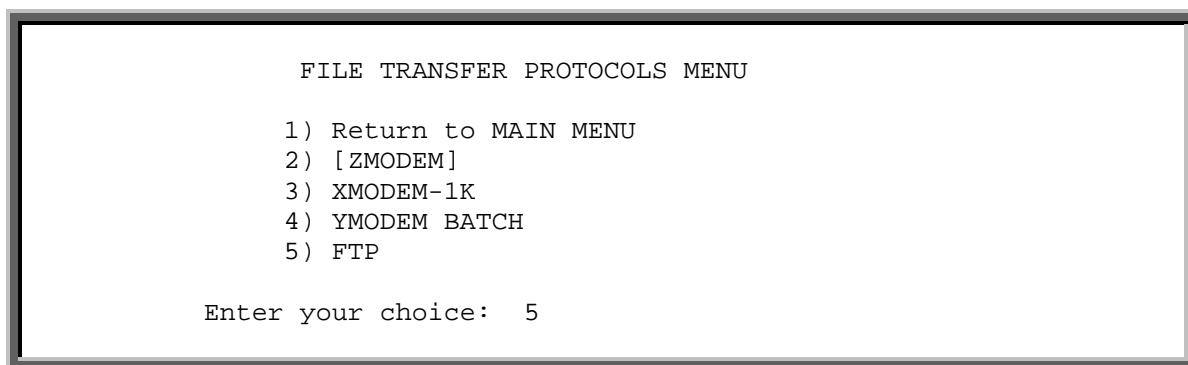 FILE TRANSFER PROTOCOLS MENU
1) Return to MAIN MENU
2) [ZMODEM]
3) XMODEM-1K
4) YMODEM BATCH
5) FTP
Enter your choice:  5